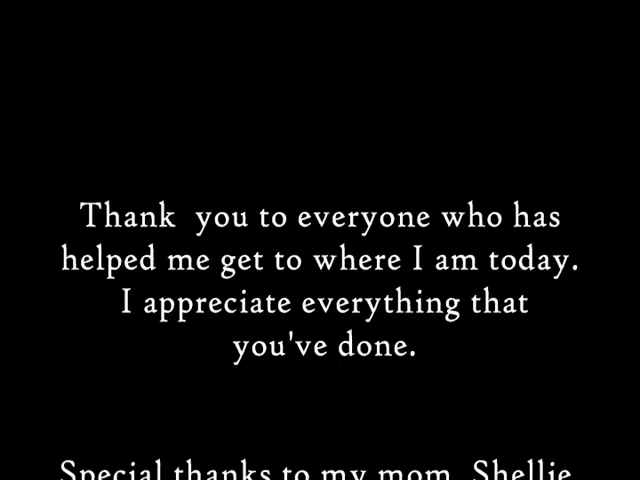 Thank  you to everyone who has
helped me get to where I am today.
I appreciate everything that
you've done.
Special thanks to my mom, Shellie